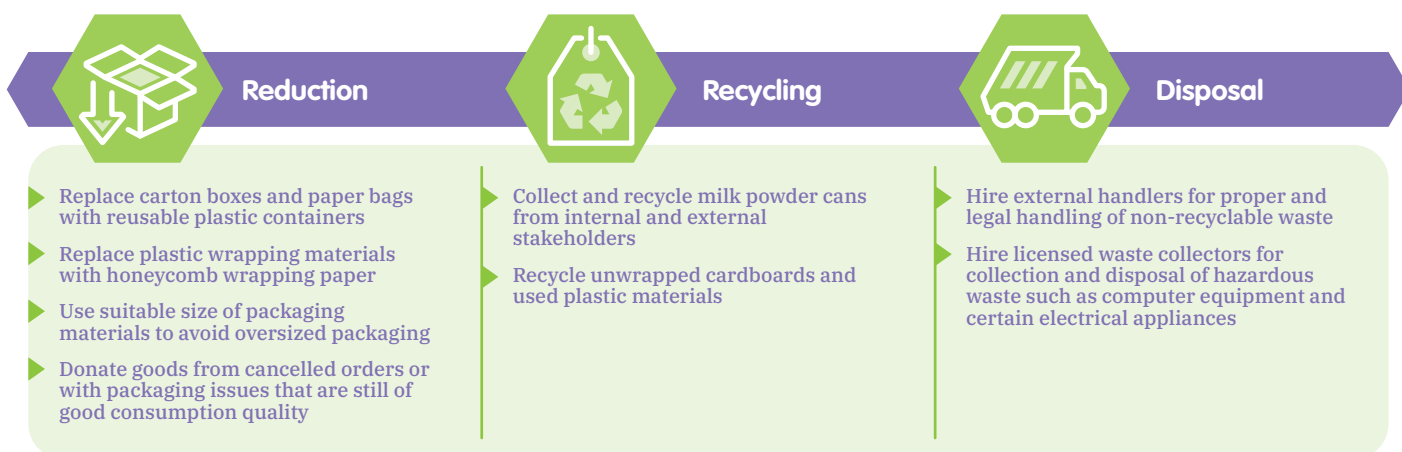 Reduction
Replace carton boxes and paper bags
with reusable plastic containers
Replace plastic wrapping materials
with honeycomb wrapping paper
Use suitable size of packaging
materials to avoid oversized packaging
Donate goods from cancelled orders or
with packaging issues that are still of
good consumption quality
Recycling
Collect and recycle milk powder cans
from internal and external
stakeholders
Recycle unwrapped cardboards and
used plastic materials
Disposal
Hire external handlers for proper and
legal handling of non-recyclable waste
Hire licensed waste collectors for
collection and disposal of hazardous
waste such as computer equipment and
certain electrical appliances